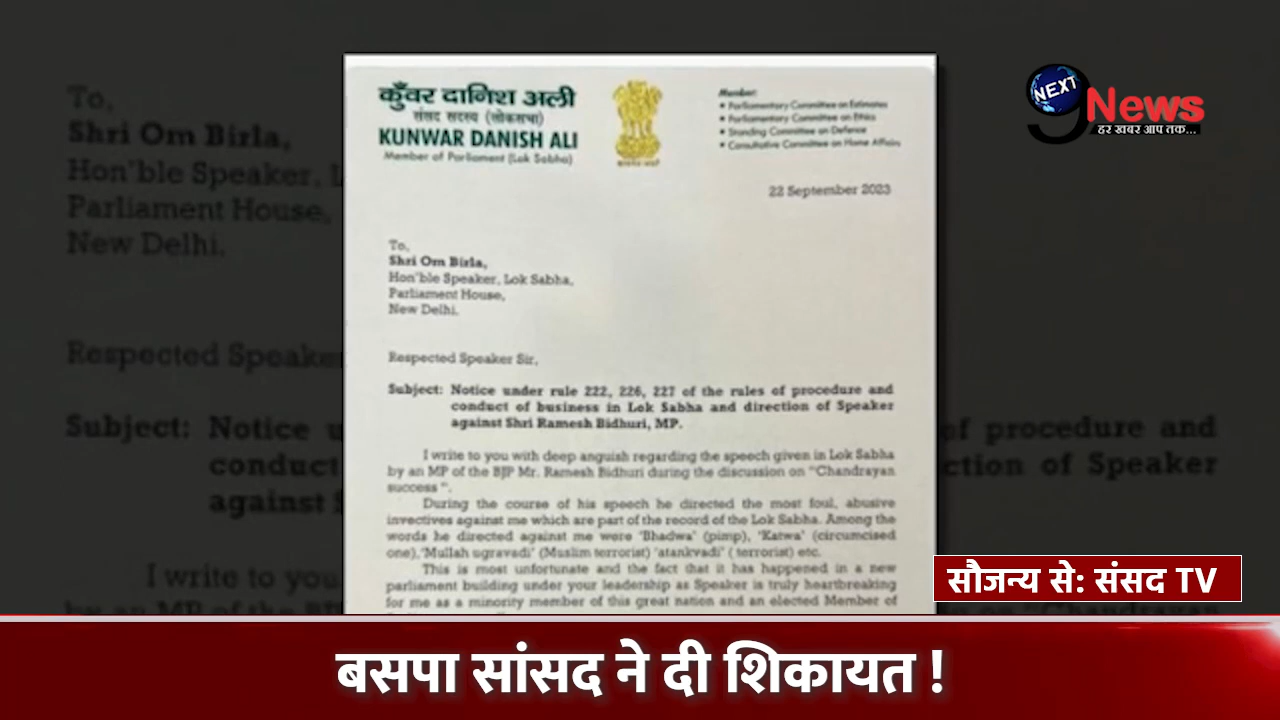 To,
Shri Om Birla,
Hon'ble Speaker, L
Parliament House,
New Delhi.
Respected Speake
Subject: Notice u
conduct
against
I write to you
कुँवर दानिश अली
संसद सदस्य (लोकसभा)
KUNWAR DANISH ALI
Member of Parliament (Lok Sabha)
Member:
• Parliamentary Committee on Estimates
• Parliamentary Committee on Ethics
• Standing Committee on Defence
• Consultative Committee on Home Affairs
22 September 2023
To,
Shri Om Birla,
Hon'ble Speaker, Lok Sabha,
Parliament House,
New Delhi.
Respected Speaker Sir,
Subject: Notice under rule 222, 226, 227 of the rules of procedure and
conduct of business in Lok Sabha and direction of Speaker
against Shri Ramesh Bidhuri, MP.
I write to you with deep anguish regarding the speech given in Lok Sabha
by an MP of the BJP Mr. Ramesh Bidhuri during the discussion on "Chandrayan
success ".
During the course of his speech he directed the most foul, abusive
invectives against me which are part of the record of the Lok Sabha. Among the
words he directed against me were 'Bhadwa' (pimp), 'Katwa' (circumcised
one),'Mullah ugravadi' (Muslim terrorist) 'atankvadi' ( terrorist) etc.
This is most unfortunate and the fact that it has happened in a new
parliament building under your leadership as Speaker is truly heartbreaking
for me as a minority member of this great nation and an elected Member of
of procedure and
ction of Speaker
NEXT
9 News
हर खबर आप तक...
सौजन्य से: संसद TV
बसपा सांसद ने दी शिकायत !